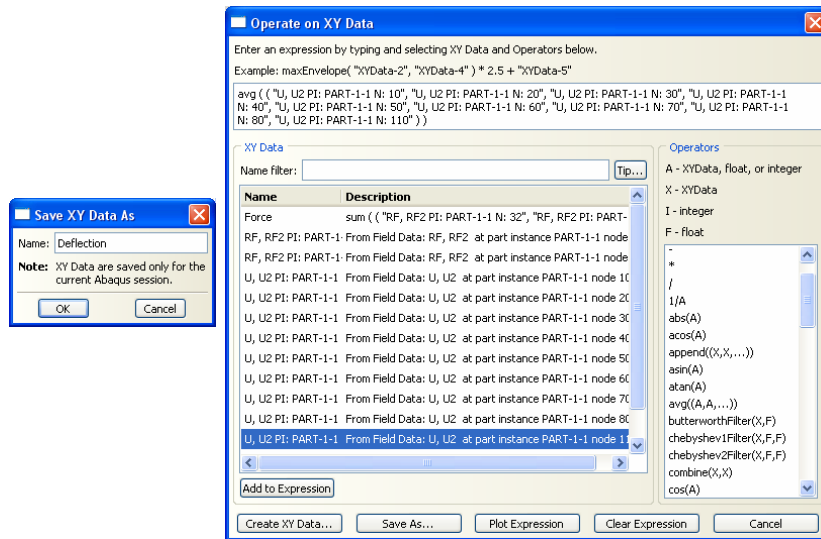 Save XY Data As
Name: Deflection
Note: XY Data are saved only for the
current Abaqus session.
OK Cancel
Operate on XY Data
Enter an expression by typing and selecting XY Data and Operators below.
Example: maxEnvelope( "XYData-2", "XYData-4" ) * 2.5 + "XYData-5"
avg ( ( "U, U2 PI: PART-1-1 N: 10", "U, U2 PI: PART-1-1 N: 20", "U, U2 PI: PART-1-1 N: 30", "U, U2 PI: PART-1-1
N: 40", "U, U2 PI: PART-1-1 N: 50", "U, U2 PI: PART-1-1 N: 60", "U, U2 PI: PART-1-1 N: 70", "U, U2 PI: PART-1-1
N: 80", "U, U2 PI: PART-1-1 N: 110" ) )
XY Data
Name filter: Tip...
Name Description
Force sum ( ( "RF, RF2 PI: PART-1-1 N: 32", "RF, RF2 PI: PART-
RF, RF2 PI: PART-1- From Field Data: RF, RF2 at part instance PART-1-1 node
RF, RF2 PI: PART-1- From Field Data: RF, RF2 at part instance PART-1-1 node
U, U2 PI: PART-1-1 From Field Data: U, U2 at part instance PART-1-1 node 10
U, U2 PI: PART-1-1 From Field Data: U, U2 at part instance PART-1-1 node 20
U, U2 PI: PART-1-1 From Field Data: U, U2 at part instance PART-1-1 node 30
U, U2 PI: PART-1-1 From Field Data: U, U2 at part instance PART-1-1 node 40
U, U2 PI: PART-1-1 From Field Data: U, U2 at part instance PART-1-1 node 50
U, U2 PI: PART-1-1 From Field Data: U, U2 at part instance PART-1-1 node 60
U, U2 PI: PART-1-1 From Field Data: U, U2 at part instance PART-1-1 node 70
U, U2 PI: PART-1-1 From Field Data: U, U2 at part instance PART-1-1 node 80
U, U2 PI: PART-1-1 From Field Data: U, U2 at part instance PART-1-1 node 11
Add to Expression
Operators
A - XYData, float, or integer
X - XYData
I - integer
F - float
-
*
/
1/A
abs(A)
acos(A)
append((X,X,...))
asin(A)
atan(A)
avg((A,A,...))
butterworthFilter(X,F)
chebyshev1Filter(X,F,F)
chebyshev2Filter(X,F,F)
combine(X,X)
cos(A)
Create XY Data... Save As... Plot Expression Clear Expression Cancel